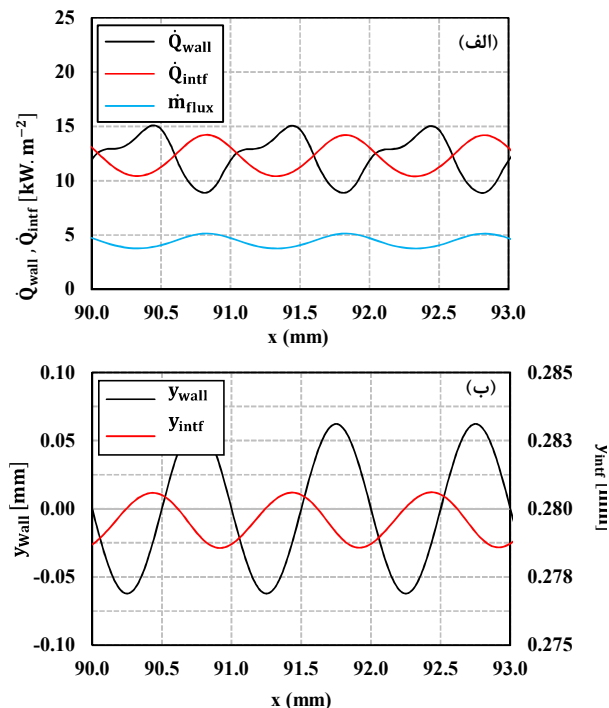 25
20
15
10
5
0
Q̇wall
Q̇intf
ṁflux
(الف)
Q̇wall , Q̇intf [kW. m⁻²]
90.0 90.5 91.0 91.5 92.0 92.5 93.0
x (mm)
0.10
0.05
0.00
-0.05
-0.10
ywall
yintf
(ب)
ywall [mm]
0.285
0.283
0.280
0.278
0.275
yintf [mm]
90.0 90.5 91.0 91.5 92.0 92.5 93.0
x (mm)